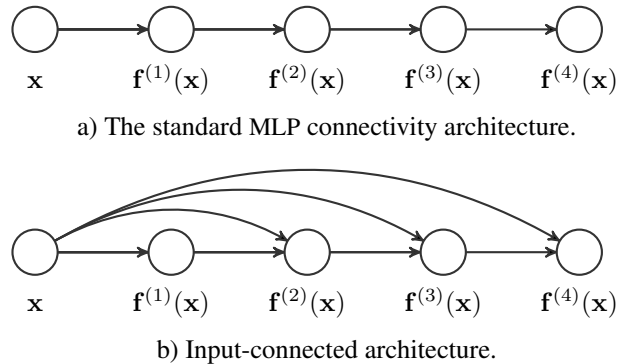 x f⁽¹⁾(x) f⁽²⁾(x) f⁽³⁾(x) f⁽⁴⁾(x)
a) The standard MLP connectivity architecture.
x f⁽¹⁾(x) f⁽²⁾(x) f⁽³⁾(x) f⁽⁴⁾(x)
b) Input-connected architecture.